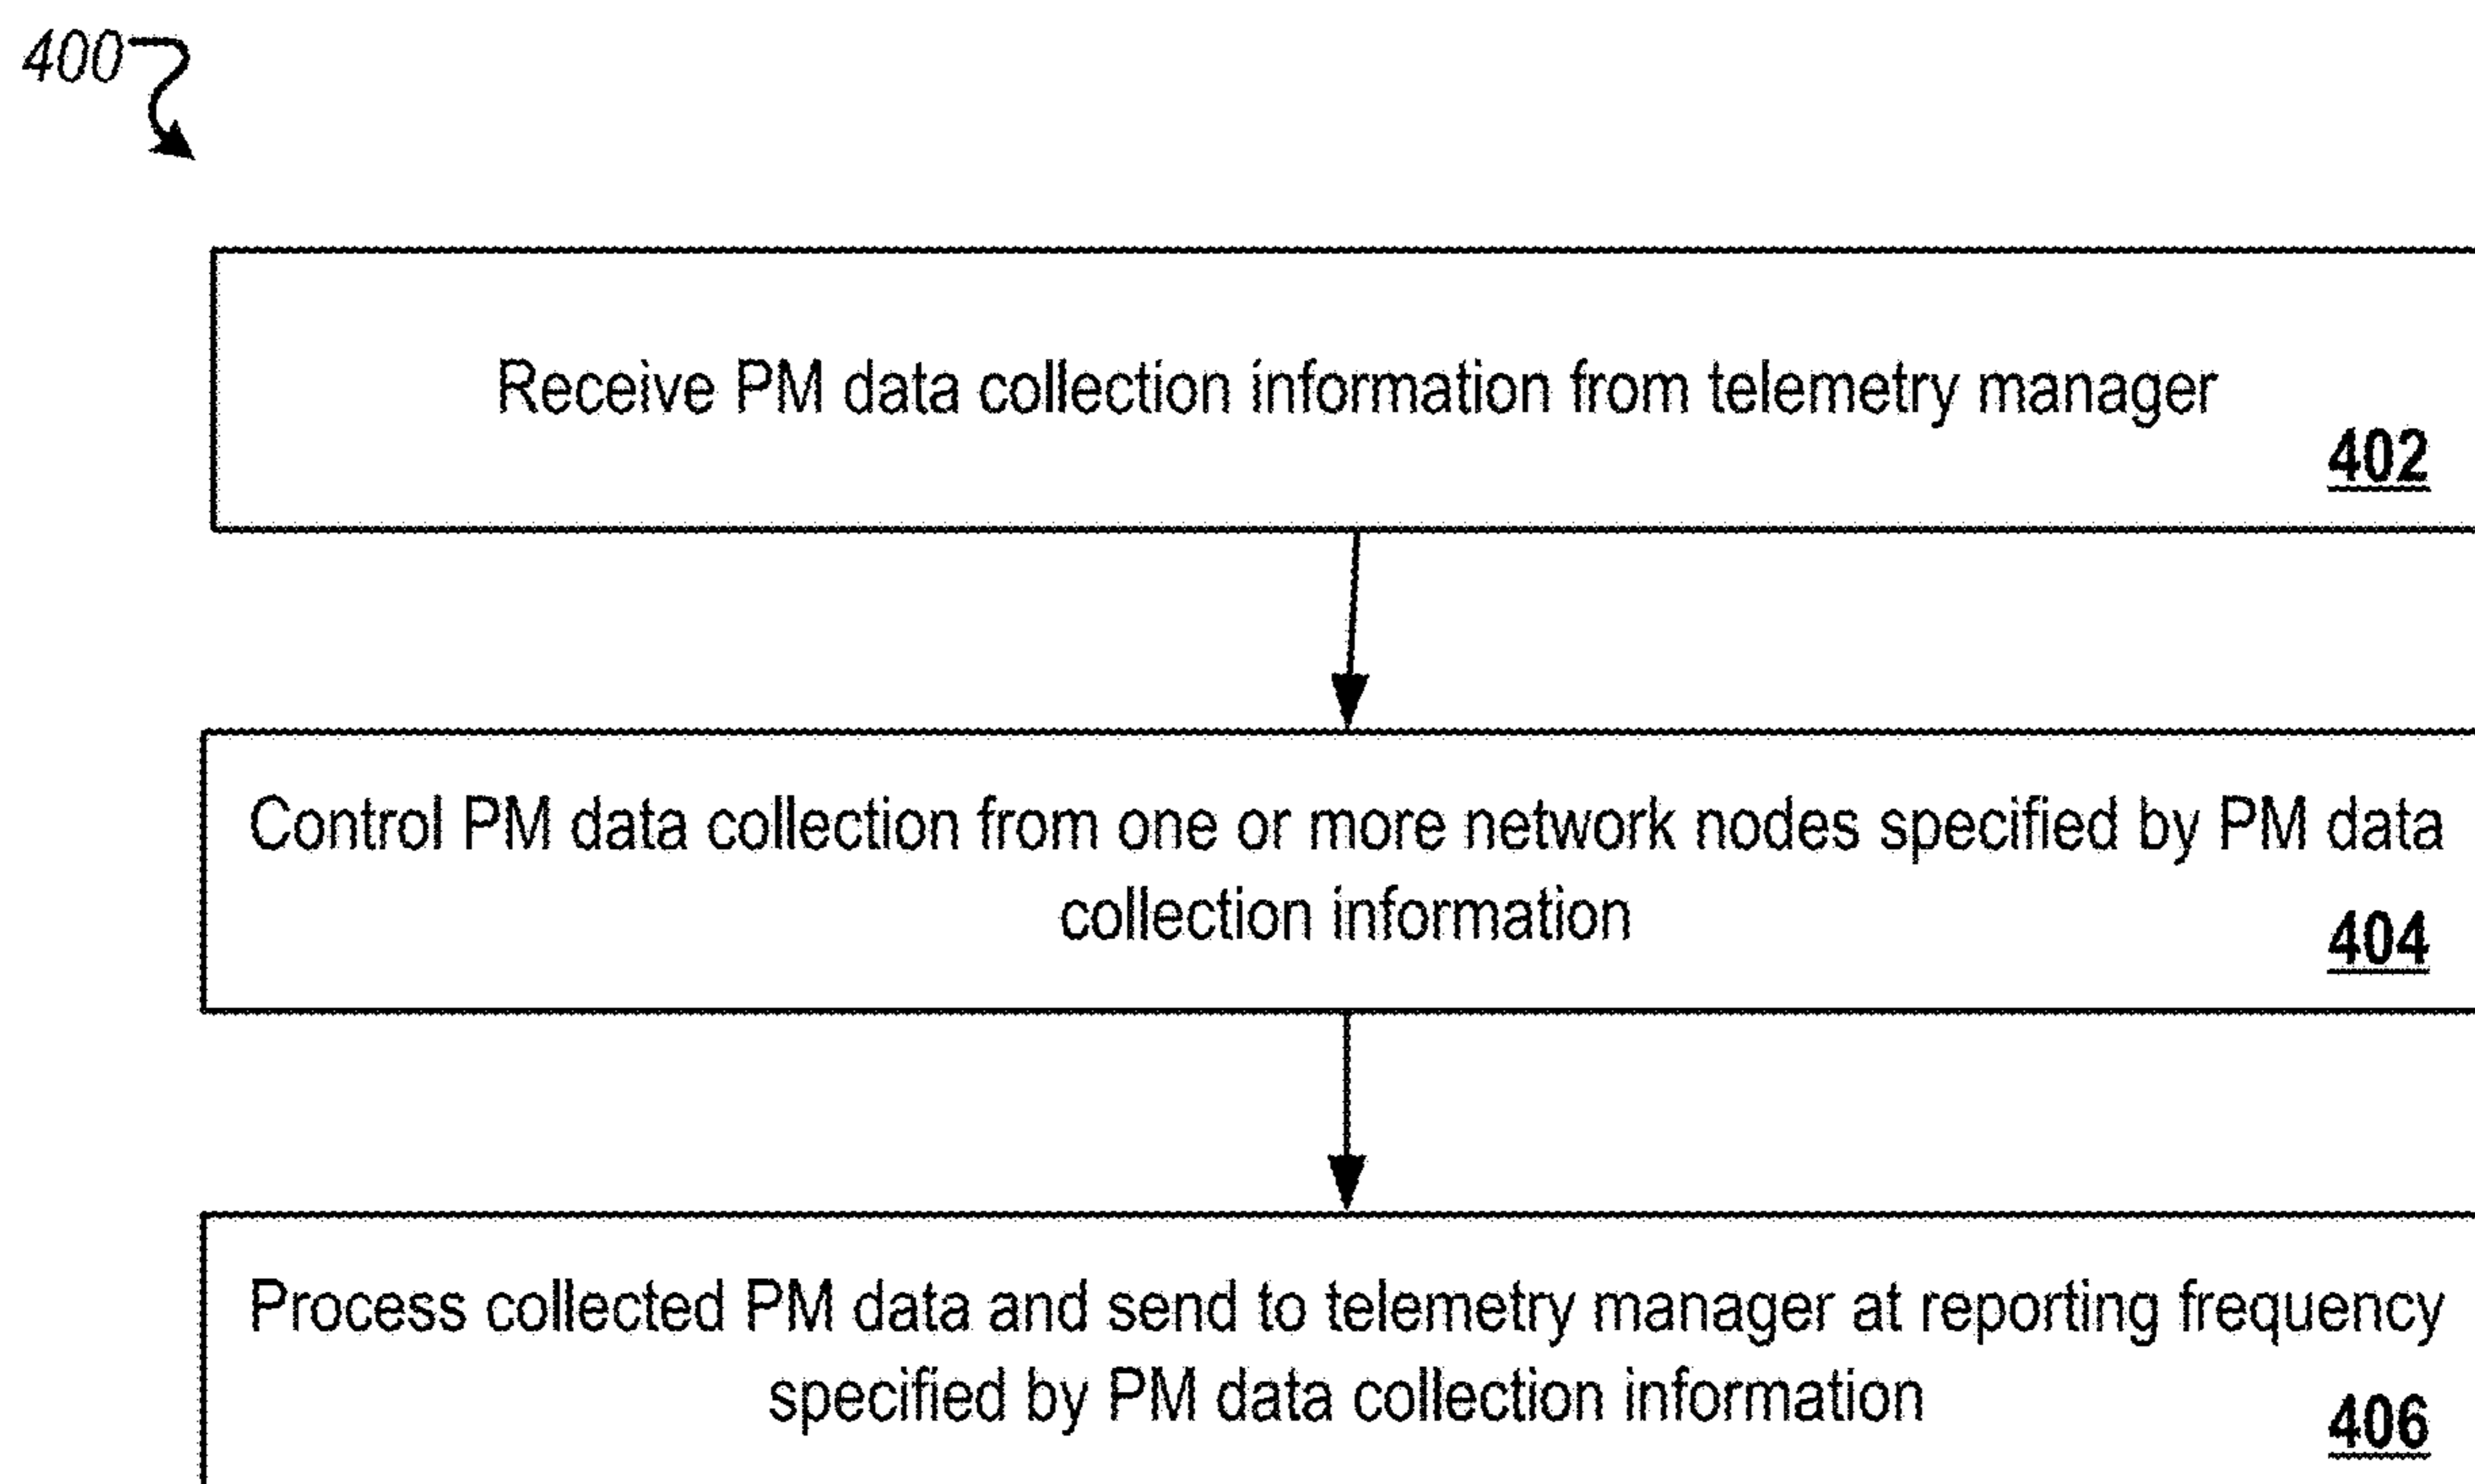 400
Receive PM data collection information from telemetry manager
402
Control PM data collection from one or more network nodes specified by PM data
collection information
404
Process collected PM data and send to telemetry manager at reporting frequency
specified by PM data collection information
406